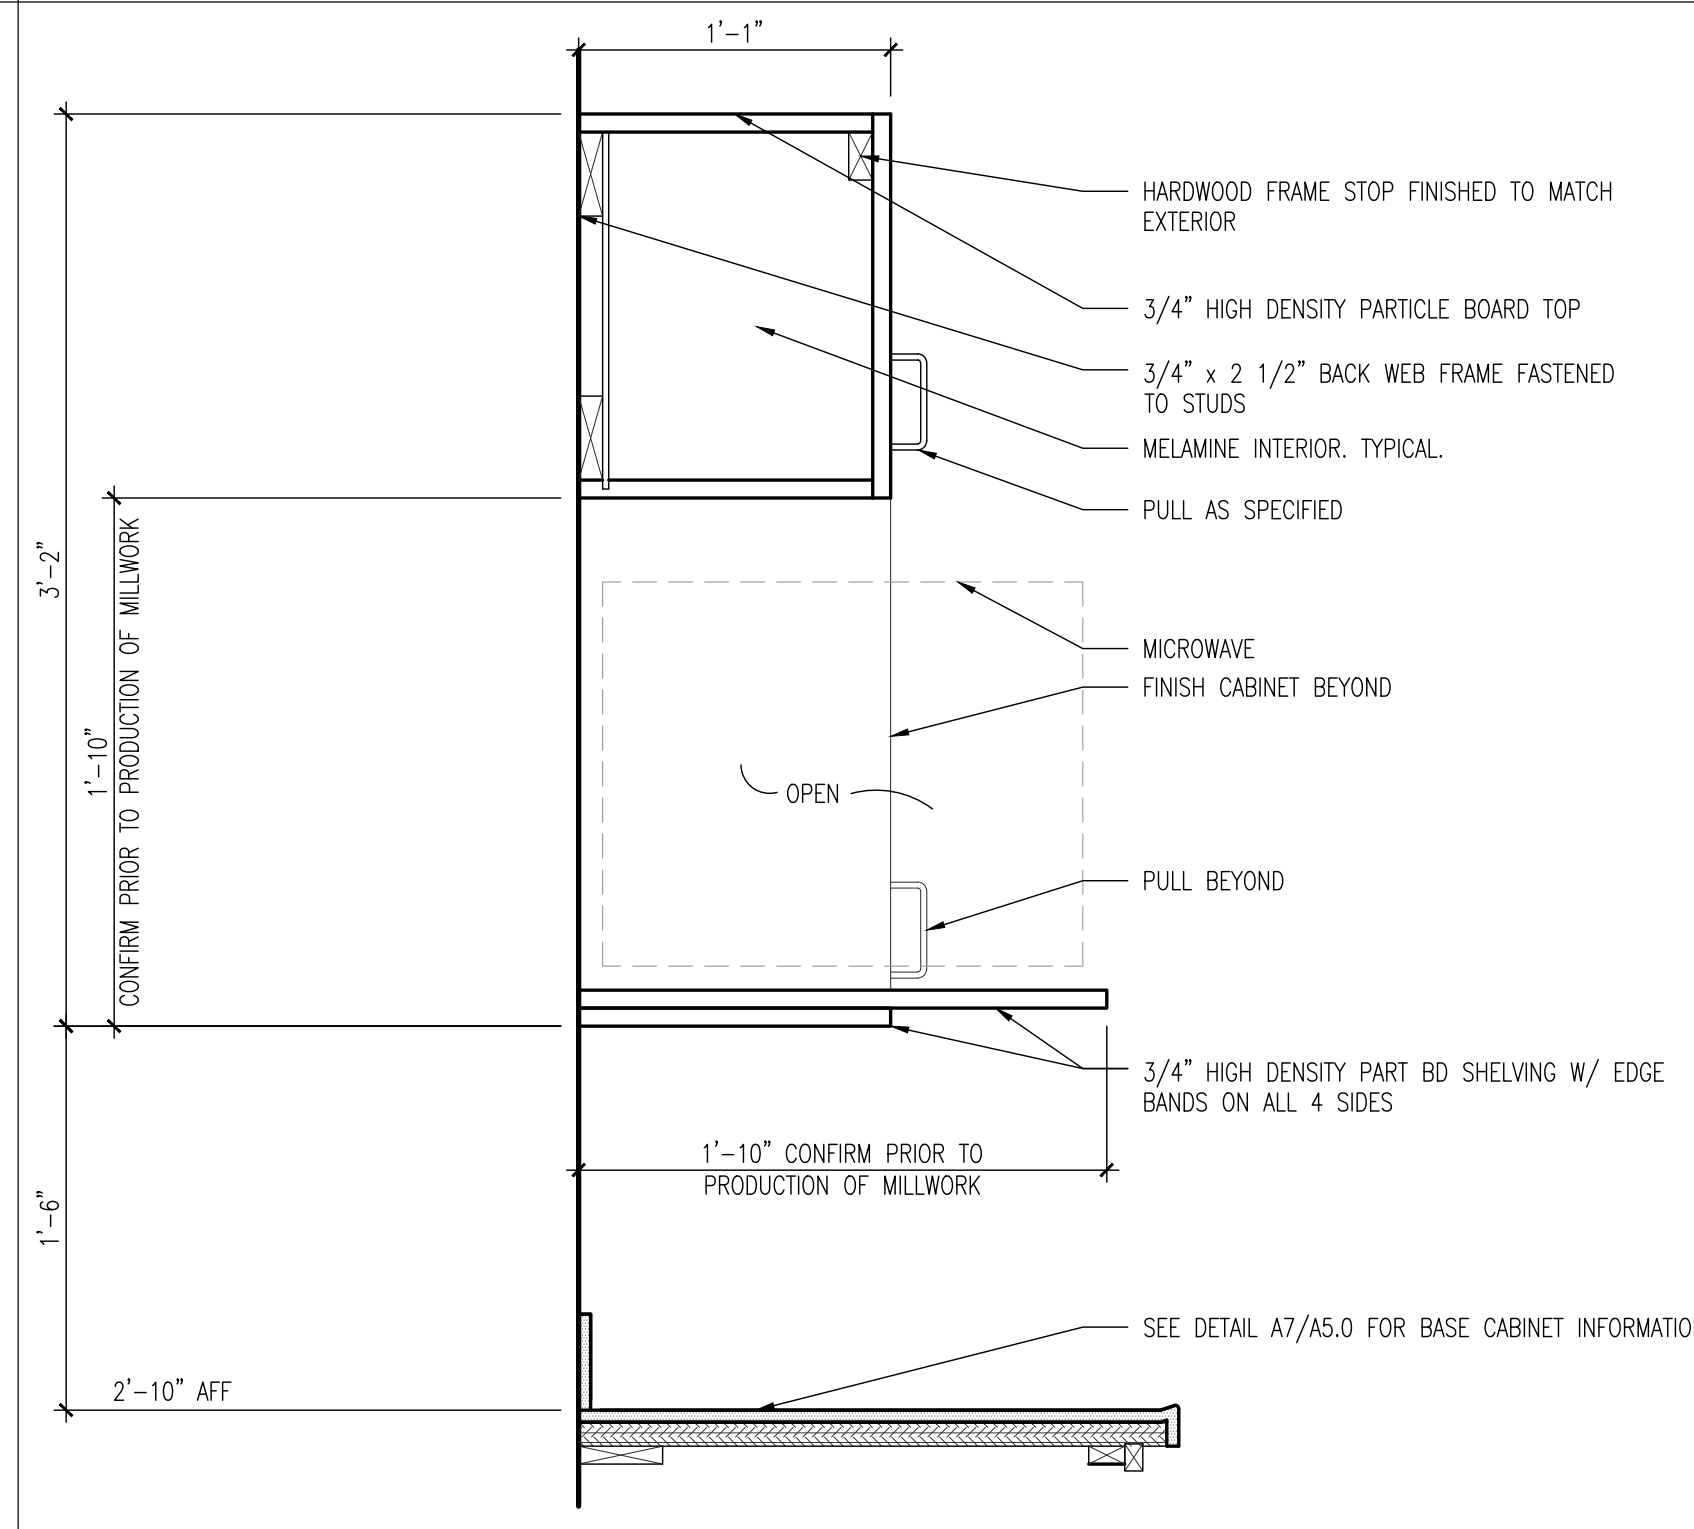 1'-1"
HARDWOOD FRAME STOP FINISHED TO MATCH
EXTERIOR
3/4" HIGH DENSITY PARTICLE BOARD TOP
3/4" x 2 1/2" BACK WEB FRAME FASTENED
TO STUDS
MELAMINE INTERIOR. TYPICAL.
PULL AS SPECIFIED
3'-2"
1'-10"
CONFIRM PRIOR TO PRODUCTION OF MILLWORK
MICROWAVE
FINISH CABINET BEYOND
OPEN
PULL BEYOND
3/4" HIGH DENSITY PART BD SHELVING W/ EDGE
BANDS ON ALL 4 SIDES
1'-10" CONFIRM PRIOR TO
PRODUCTION OF MILLWORK
1'-6"
SEE DETAIL A7/A5.0 FOR BASE CABINET INFORMATIO
2'-10" AFF